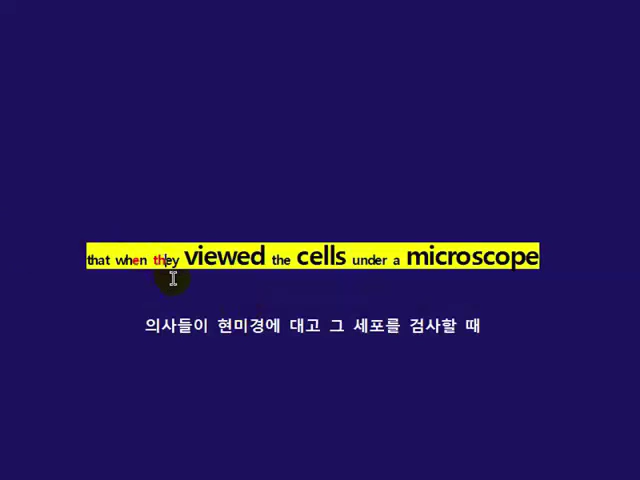 that when they viewed the cells under a microscope
의사들이 현미경에 대고 그 세포를 검사할 때